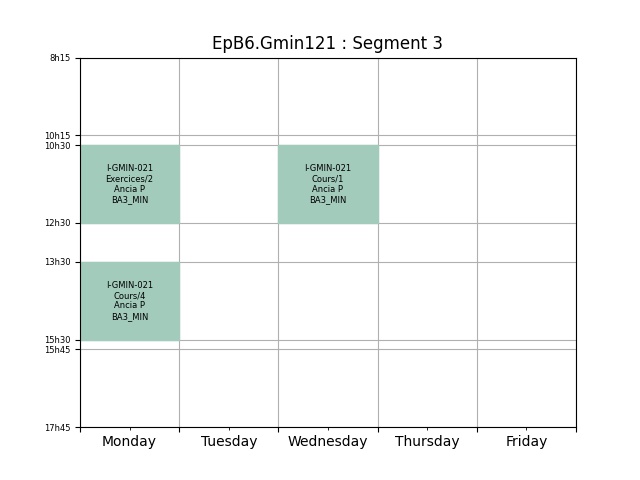 EpB6.Gmin121 : Segment 3
8h15
10h15
10h30
I-GMIN-021
Exercices/2
Ancia P
BA3_MIN
I-GMIN-021
Cours/1
Ancia P
BA3_MIN
12h30
13h30
I-GMIN-021
Cours/4
Ancia P
BA3_MIN
15h30
15h45
17h45
Monday Tuesday Wednesday Thursday Friday